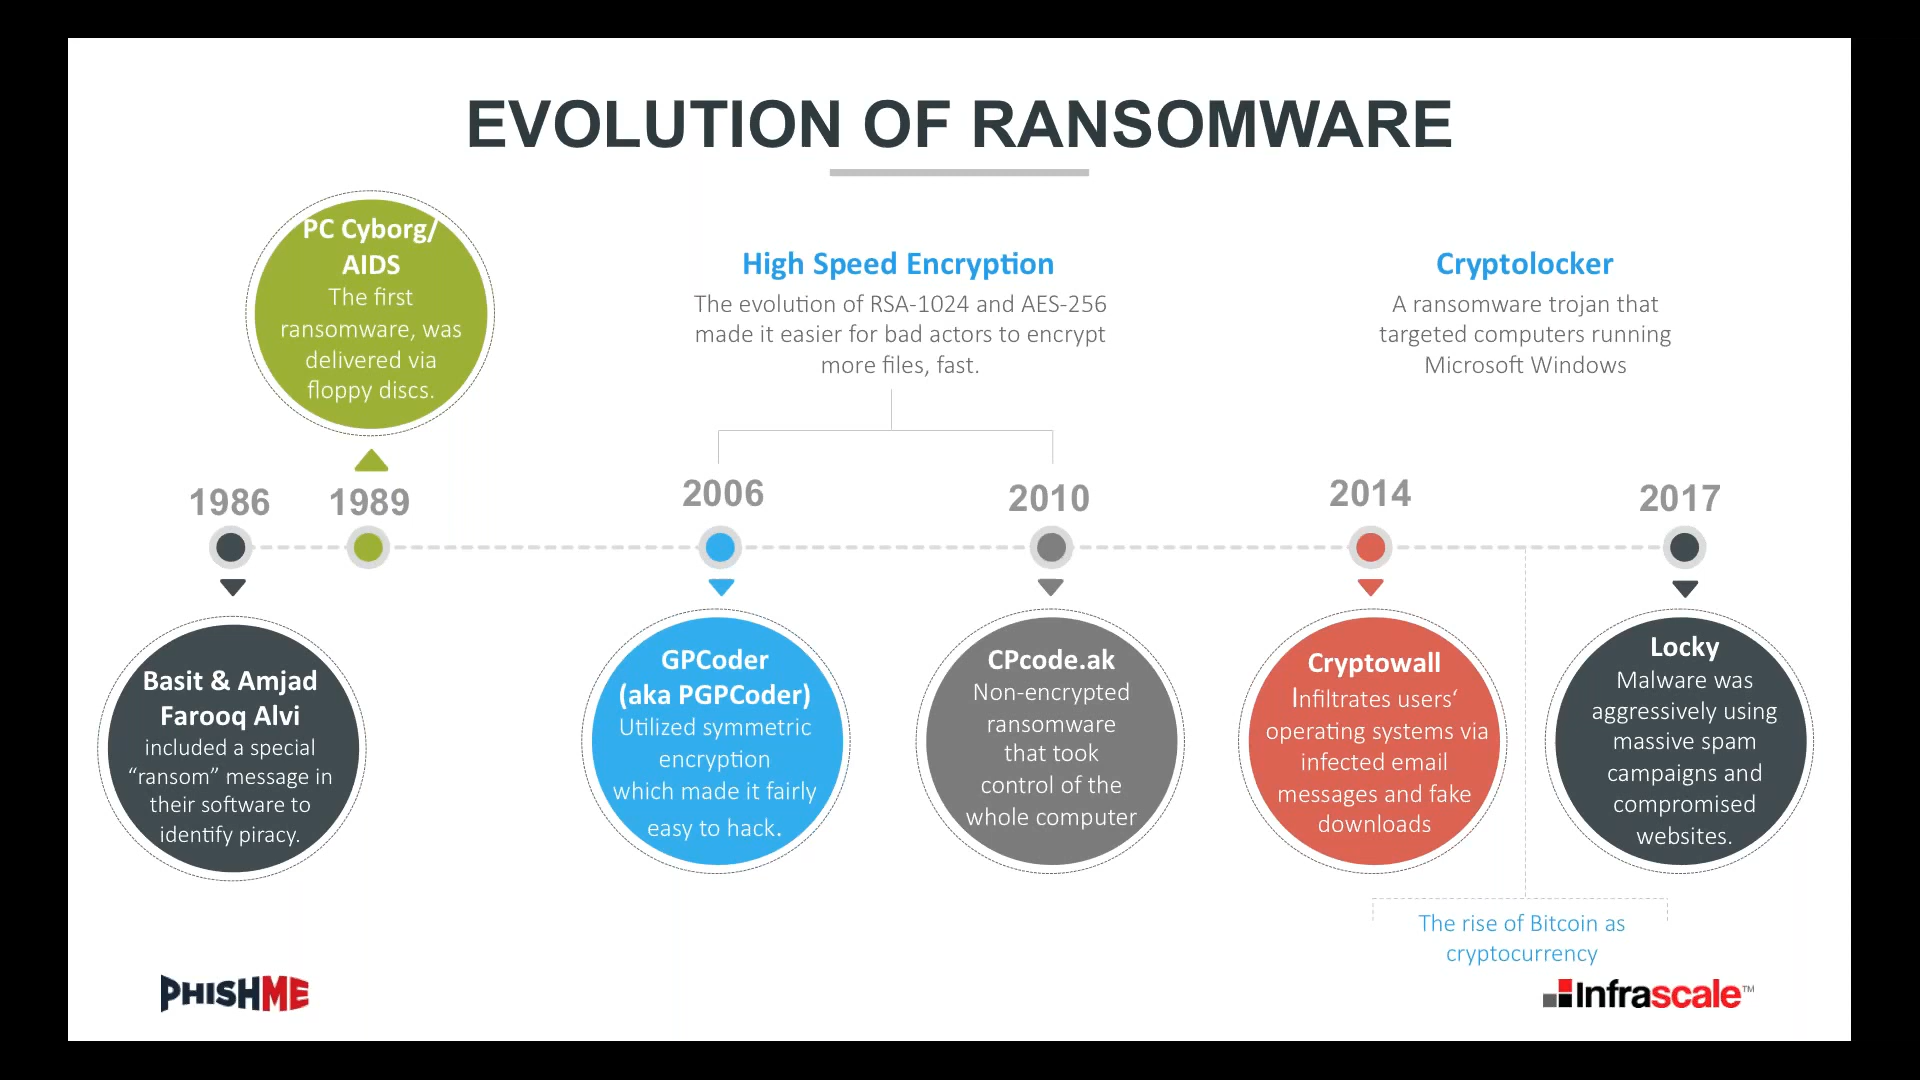 EVOLUTION OF RANSOMWARE
PC Cyborg/
AIDS
The first
ransomware, was
delivered via
floppy discs.
High Speed Encryption
The evolution of RSA-1024 and AES-256
made it easier for bad actors to encrypt
more files, fast.
Cryptolocker
A ransomware trojan that
targeted computers running
Microsoft Windows
1986
1989
2006
2010
2014
2017
Basit & Amjad
Farooq Alvi
included a special
“ransom” message in
their software to
identify piracy.
GPCoder
(aka PGPCoder)
Utilized symmetric
encryption
which made it fairly
easy to hack.
CPcode.ak
Non-encrypted
ransomware
that took
control of the
whole computer
Cryptowall
Infiltrates users‘
operating systems via
infected email
messages and fake
downloads
Locky
Malware was
aggressively using
massive spam
campaigns and
compromised
websites.
The rise of Bitcoin as
cryptocurrency
PHISHME
Infrascale™